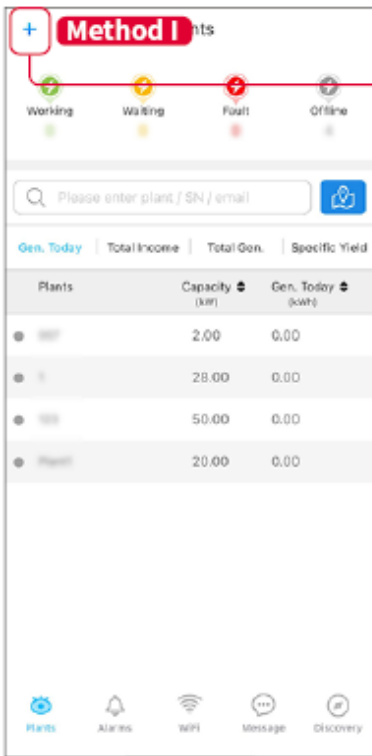 + Method I nts
Working Waiting Fault Offline
Please enter plant / SN / email
Gen. Today Total Income Total Gen. Specific Yield
Plants Capacity Gen. Today
(kW) (kWh)
2.00 0.00
28.00 0.00
50.00 0.00
20.00 0.00
Plants Alarms WiFi Message Discovery